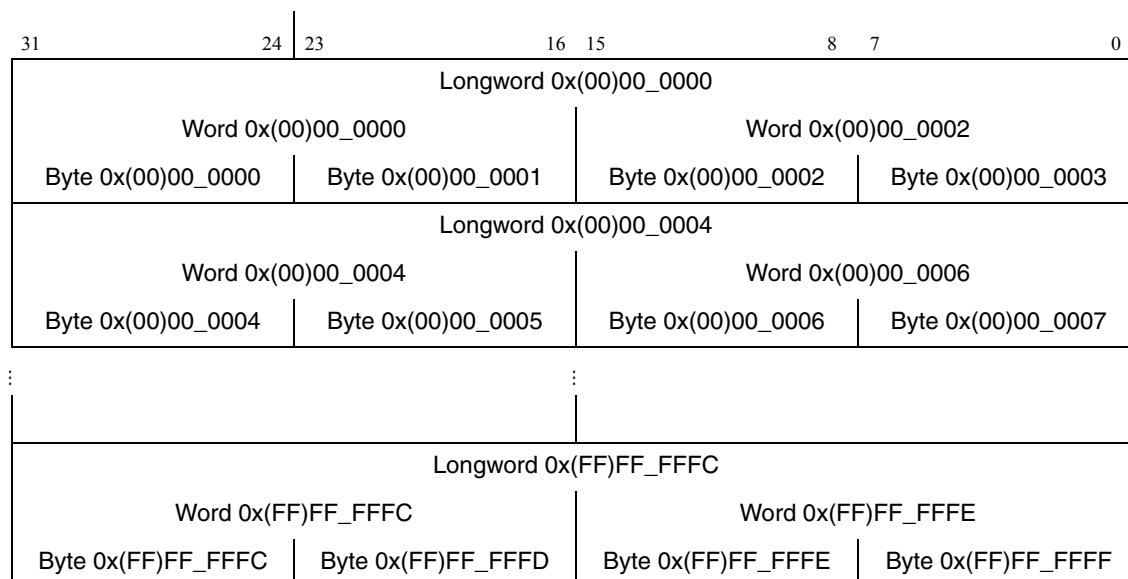 31 24 23 16 15 8 7 0
Longword 0x(00)00_0000
Word 0x(00)00_0000 Word 0x(00)00_0002
Byte 0x(00)00_0000 Byte 0x(00)00_0001 Byte 0x(00)00_0002 Byte 0x(00)00_0003
Longword 0x(00)00_0004
Word 0x(00)00_0004 Word 0x(00)00_0006
Byte 0x(00)00_0004 Byte 0x(00)00_0005 Byte 0x(00)00_0006 Byte 0x(00)00_0007
⋮ ⋮
Longword 0x(FF)FF_FFFC
Word 0x(FF)FF_FFFC Word 0x(FF)FF_FFFE
Byte 0x(FF)FF_FFFC Byte 0x(FF)FF_FFFD Byte 0x(FF)FF_FFFE Byte 0x(FF)FF_FFFF